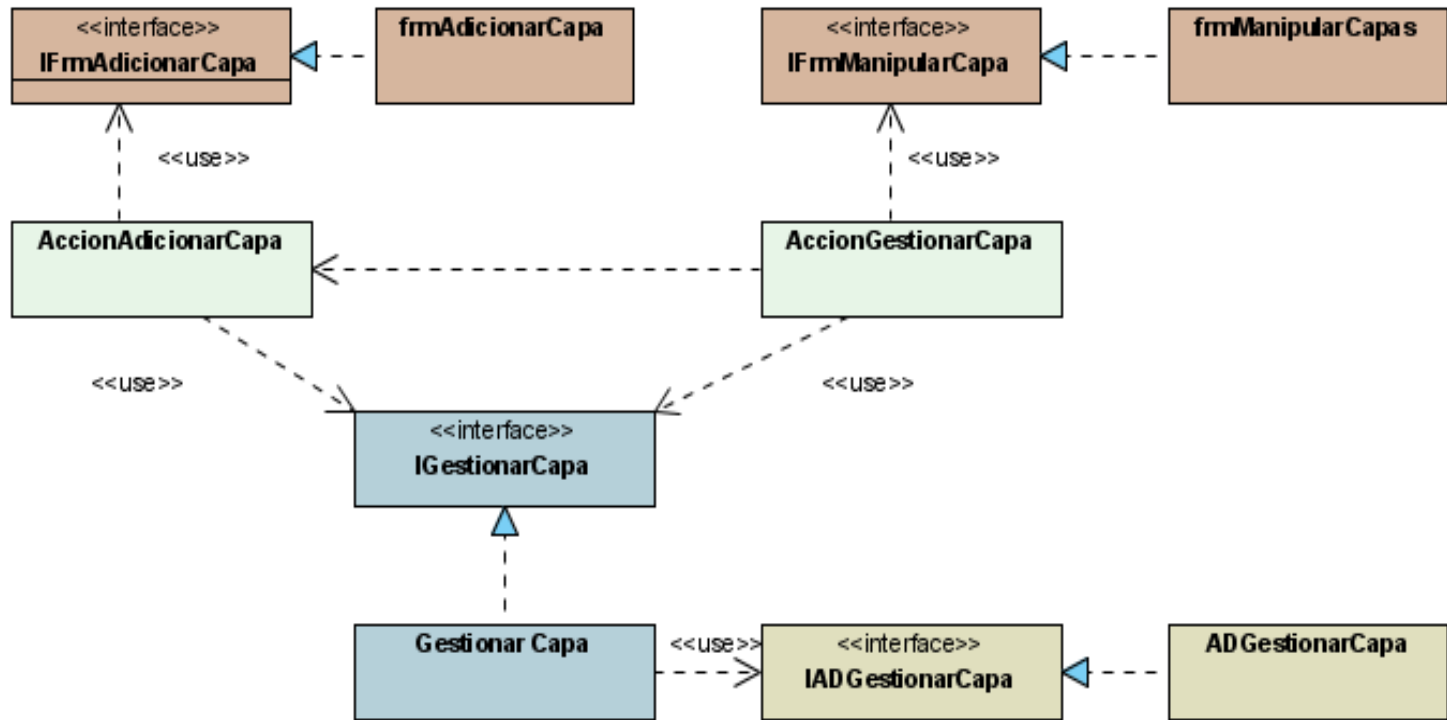 <<interface>>
IFrmAdicionarCapa
frmAdicionarCapa
<<interface>>
IFrmManipularCapa
frmManipularCapas
<<use>>
<<use>>
AccionAdicionarCapa
AccionGestionarCapa
<<use>>
<<use>>
<<interface>>
IGestionarCapa
Gestionar Capa
<<use>>
<<interface>>
IADGestionarCapa
ADGestionarCapa